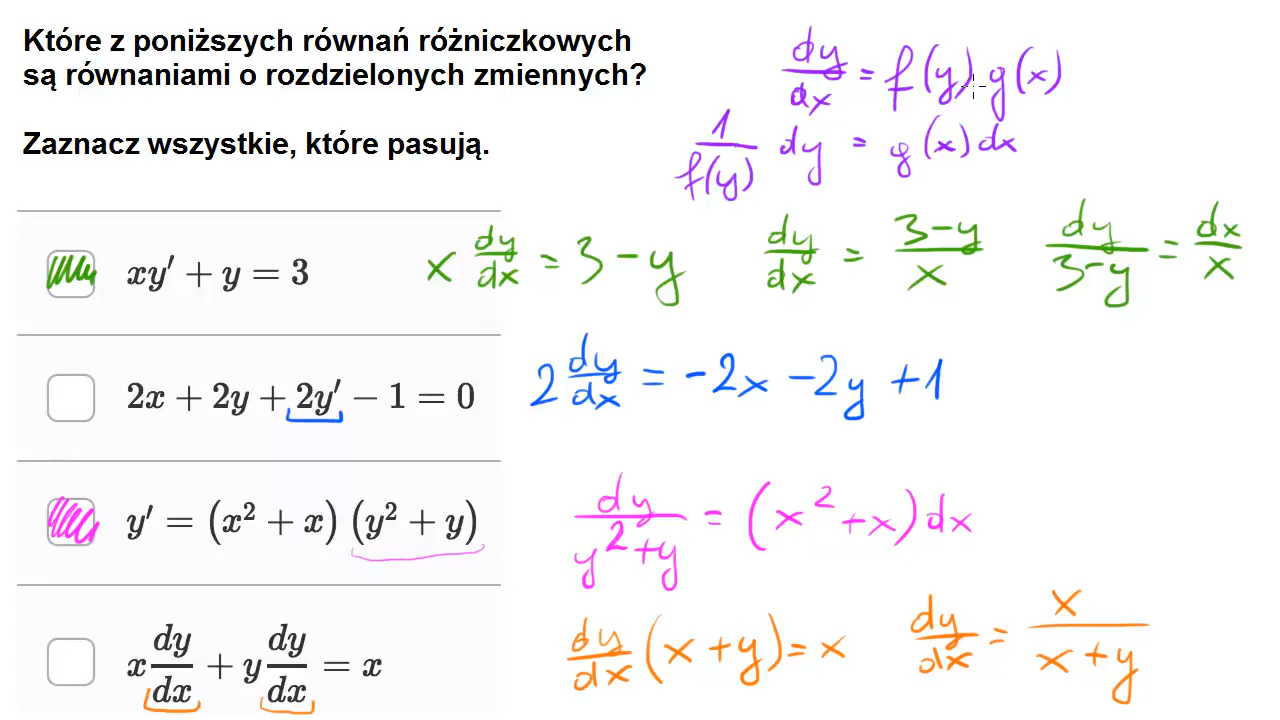 Które z poniższych równań różniczkowych
są równaniami o rozdzielonych zmiennych?
Zaznacz wszystkie, które pasują.
dy/dx = f(y) · g(x)
1/f(y) dy = g(x) dx
xy′ + y = 3
x dy/dx = 3 − y
dy/dx = (3−y)/x
dy/(3−y) = dx/x
2x + 2y + 2y′ − 1 = 0
2 dy/dx = −2x − 2y + 1
y′ = (x² + x) (y² + y)
dy/(y²+y) = (x² + x) dx
x dy/dx + y dy/dx = x
dy/dx (x + y) = x
dy/dx = x/(x + y)